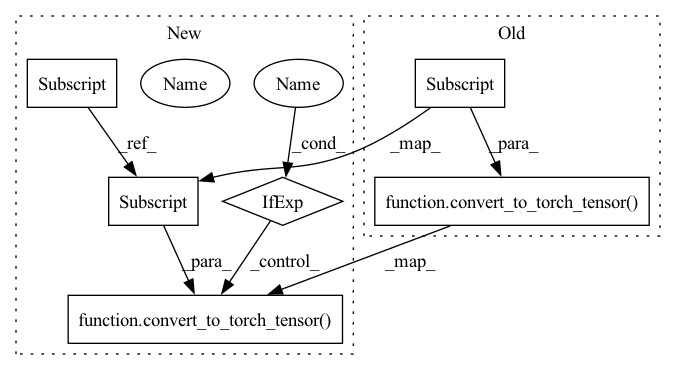 New
Old
Subscript
Name
Name
Subscript
_ref_
_cond_
_map_
_para_
Subscript
IfExp
function.convert_to_torch_tensor()
_para_
_control_
_map_
function.convert_to_torch_tensor()